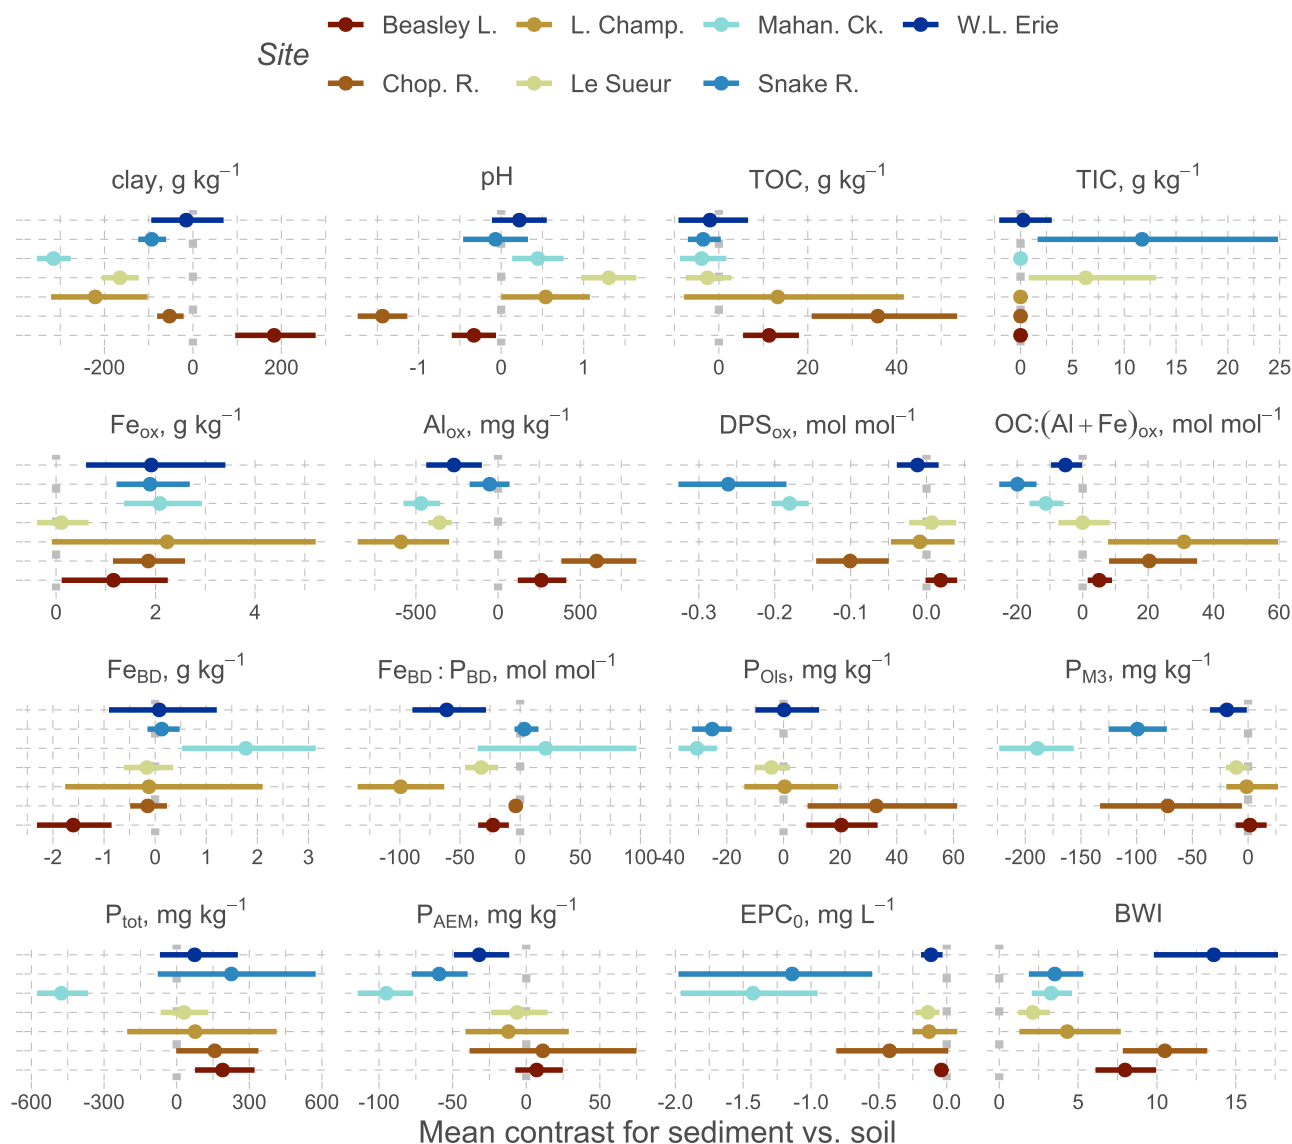 Site
Beasley L. L. Champ. Mahan. Ck. W.L. Erie
Chop. R. Le Sueur Snake R.
clay, g kg⁻¹ pH TOC, g kg⁻¹ TIC, g kg⁻¹
-200 0 200 -1 0 1 0 20 40 0 5 10 15 20 25
Fe_ox, g kg⁻¹ Al_ox, mg kg⁻¹ DPS_ox, mol mol⁻¹ OC:(Al + Fe)_ox, mol mol⁻¹
0 2 4 -500 0 500 -0.3 -0.2 -0.1 0.0 -20 0 20 40 60
Fe_BD, g kg⁻¹ Fe_BD : P_BD, mol mol⁻¹ P_Ols, mg kg⁻¹ P_M3, mg kg⁻¹
-2 -1 0 1 2 3 -100 -50 0 50 100 -40 -20 0 20 40 60 -200 -150 -100 -50 0
P_tot, mg kg⁻¹ P_AEM, mg kg⁻¹ EPC₀, mg L⁻¹ BWI
-600 -300 0 300 600 -100 -50 0 50 -2.0 -1.5 -1.0 -0.5 0.0 0 5 10 15
Mean contrast for sediment vs. soil